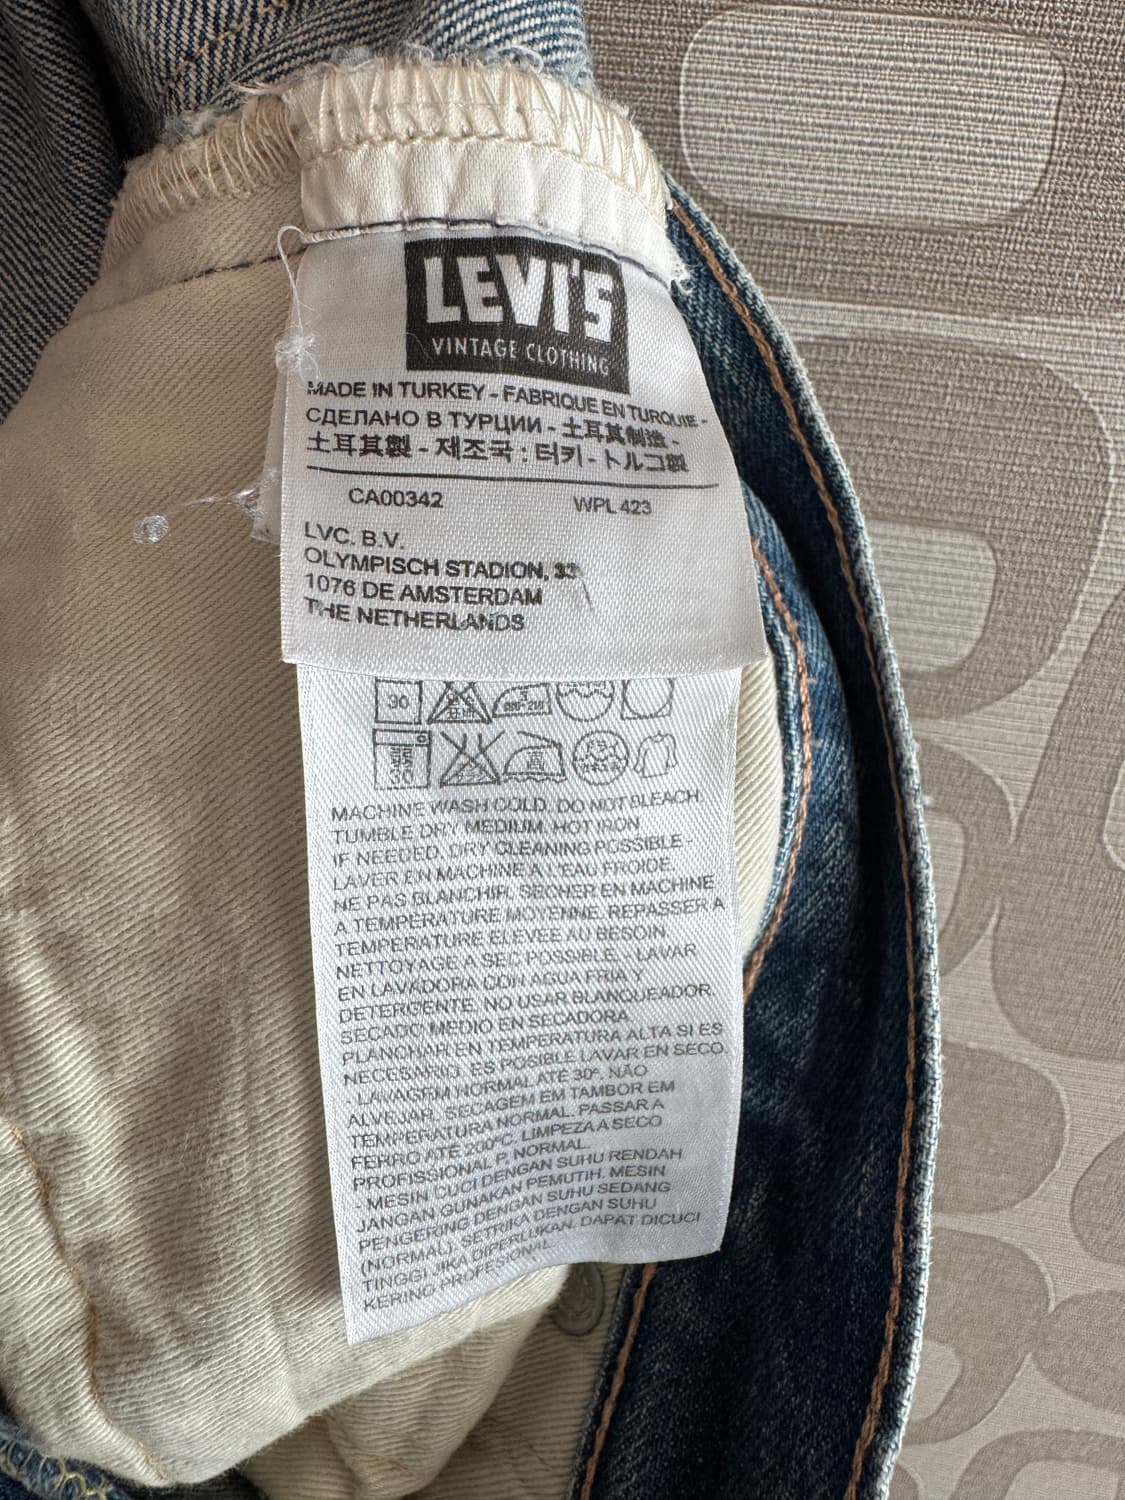 LEVI'S
VINTAGE CLOTHING
MADE IN TURKEY - FABRIQUE EN TURQUIE -
СДЕЛАНО В ТУРЦИИ - 土耳其制造 -
土耳其製 - 제조국 : 터키 - トルコ製
CA00342 WPL 423
LVC. B.V.
OLYMPISCH STADION, 33
1076 DE AMSTERDAM
THE NETHERLANDS
30
30
MACHINE WASH COLD. DO NOT BLEACH.
TUMBLE DRY MEDIUM. HOT IRON
IF NEEDED. DRY CLEANING POSSIBLE -
LAVER EN MACHINE A L'EAU FROIDE
NE PAS BLANCHIR. SECHER EN MACHINE
A TEMPERATURE MOYENNE. REPASSER A
TEMPERATURE ELEVEE AU BESOIN.
NETTOYAGE A SEC POSSIBLE. - LAVAR
EN LAVADORA CON AGUA FRIA Y
DETERGENTE. NO USAR BLANQUEADOR.
SECADO MEDIO EN SECADORA
PLANCHAR EN TEMPERATURA ALTA SI ES
NECESARIO. ES POSIBLE LAVAR EN SECO.
- LAVAGEM NORMAL ATÉ 30º. NÃO
ALVEJAR. SECAGEM EM TAMBOR EM
TEMPERATURA NORMAL. PASSAR A
FERRO ATÉ 200ºC. LIMPEZA A SECO
PROFISSIONAL P, NORMAL.
- MESIN CUCI DENGAN SUHU RENDAH.
JANGAN GUNAKAN PEMUTIH. MESIN
PENGERING DENGAN SUHU SEDANG
(NORMAL). SETRIKA DENGAN SUHU
TINGGI JIKA DIPERLUKAN. DAPAT DICUCI
KERING PROFESSIONAL.